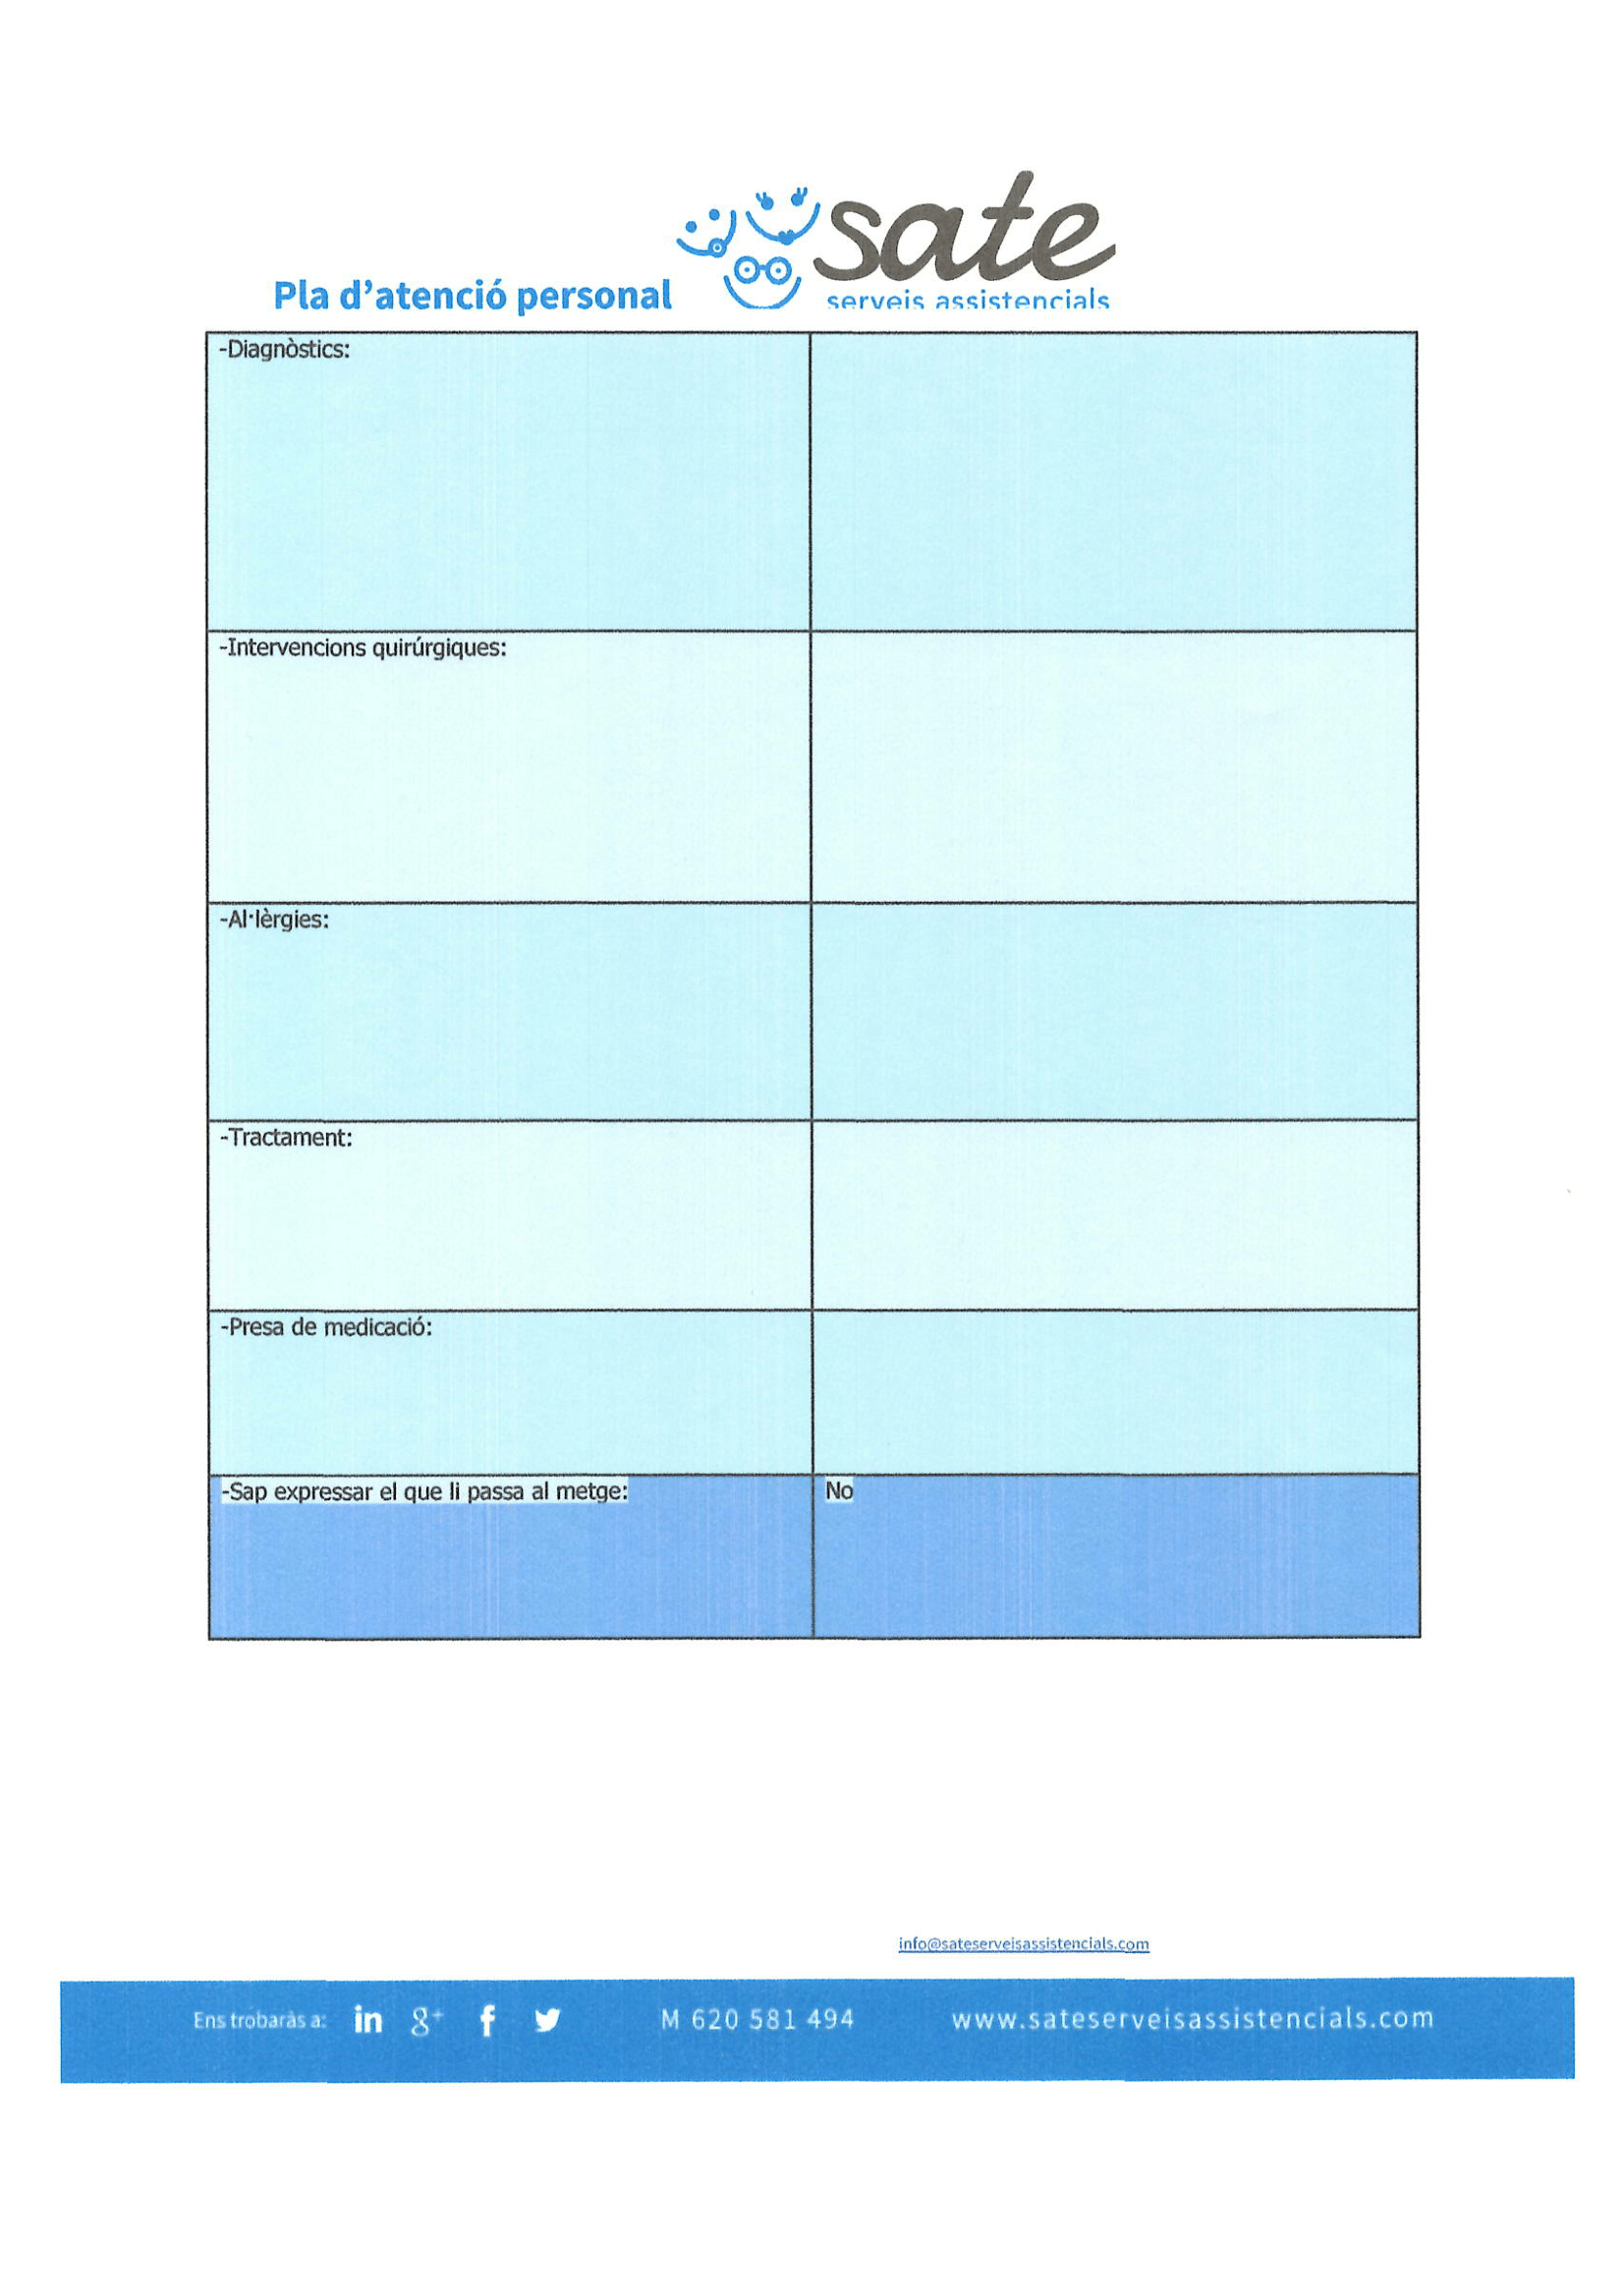 sate
serveis assistencials
Pla d'atenció personal
-Diagnòstics:
-Intervencions quirúrgiques:
-Al·lèrgies:
-Tractament:
-Presa de medicació:
-Sap expressar el que li passa al metge: No
info@sateserveisassistencials.com
Ens trobaràs a: in g+ f M 620 581 494 www.sateserveisassistencials.com